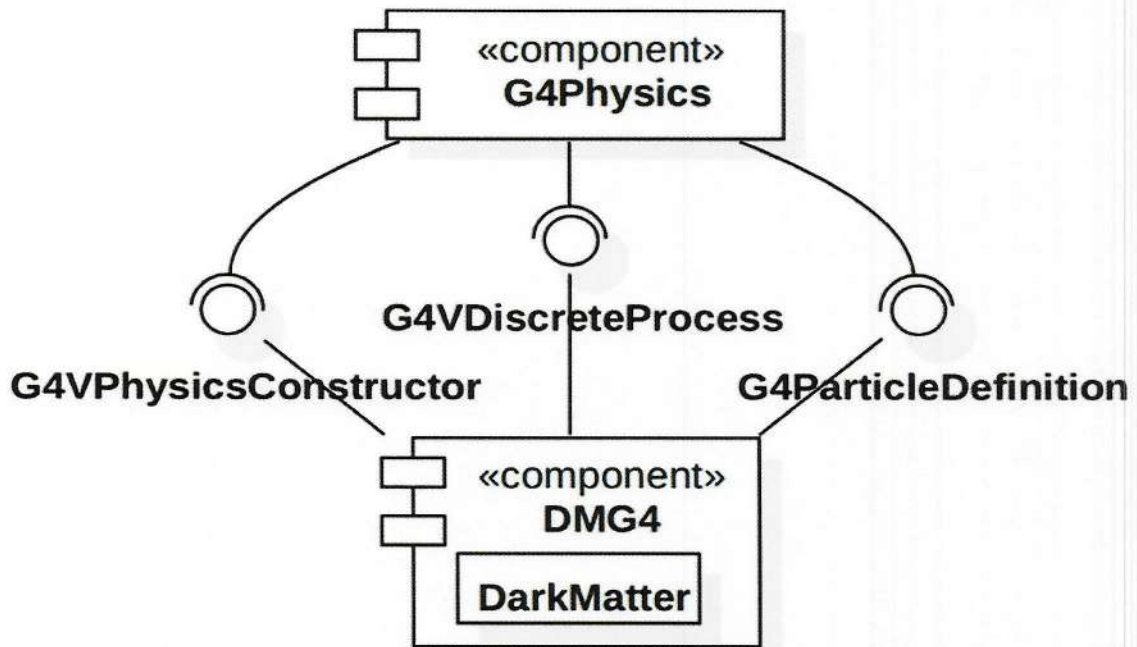 «component»
G4Physics
G4VDiscreteProcess
G4VPhysicsConstructor
G4ParticleDefinition
«component»
DMG4
DarkMatter